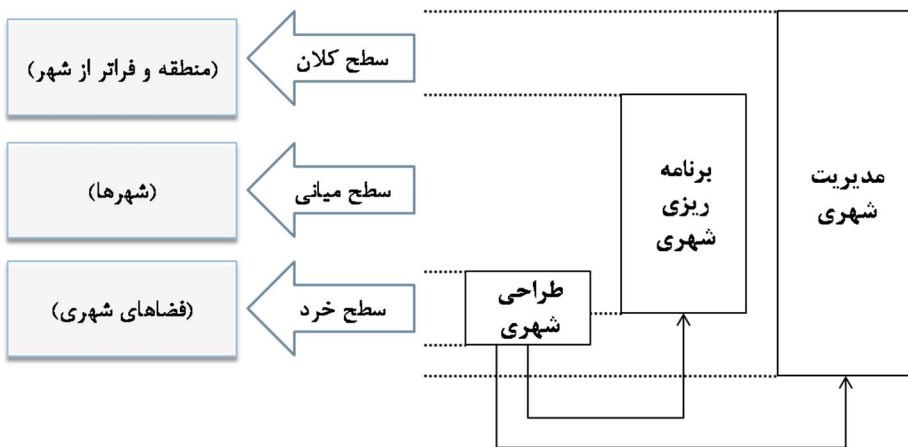 سطح کلان
(منطقه و فراتر از شهر)
سطح میانی
(شهرها)
سطح خرد
(فضاهای شهری)
مدیریت
شهری
برنامه
ریزی
شهری
طراحی
شهری